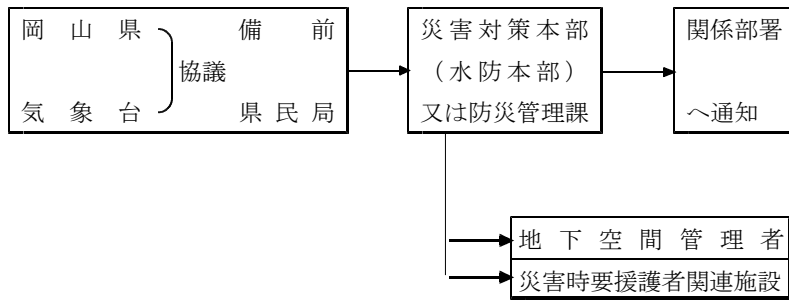 岡山県
協議
気象台
備前
県民局
災害対策本部
(水防本部)
又は防災管理課
関係部署
へ通知
地下空間管理者
災害時要援護者関連施設